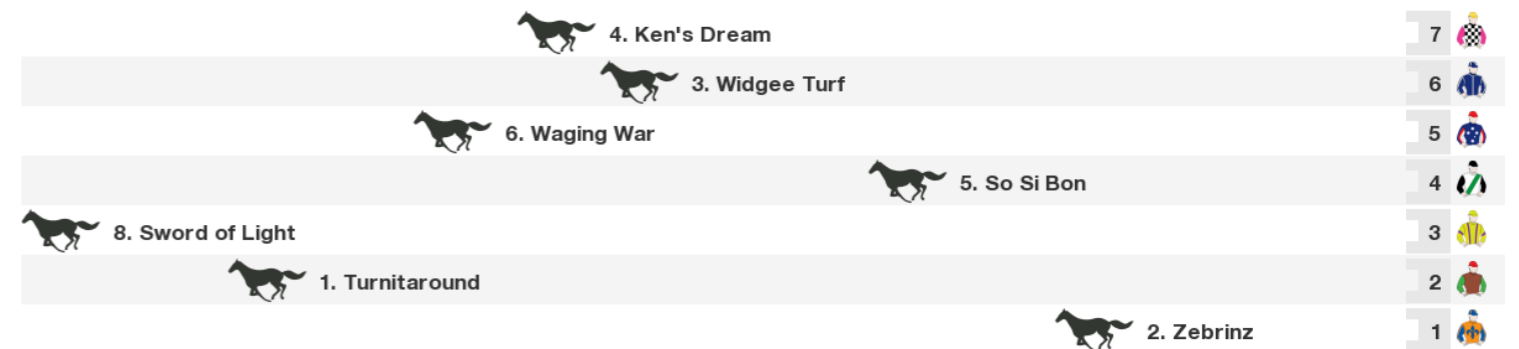 4. Ken's Dream 7
3. Widgee Turf 6
6. Waging War 5
5. So Si Bon 4
8. Sword of Light 3
1. Turnitaround 2
2. Zebrinz 1